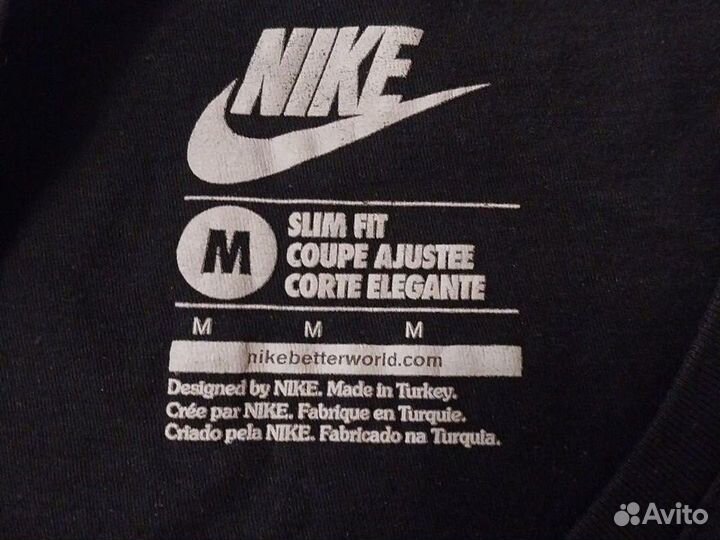 NIKE
M
SLIM FIT
COUPE AJUSTEE
CORTE ELEGANTE
M M M
nikebetterworld.com
Designed by NIKE. Made in Turkey.
Crée par NIKE. Fabrique en Turquie.
Criado pela NIKE. Fabricado na Turquia.
Avito